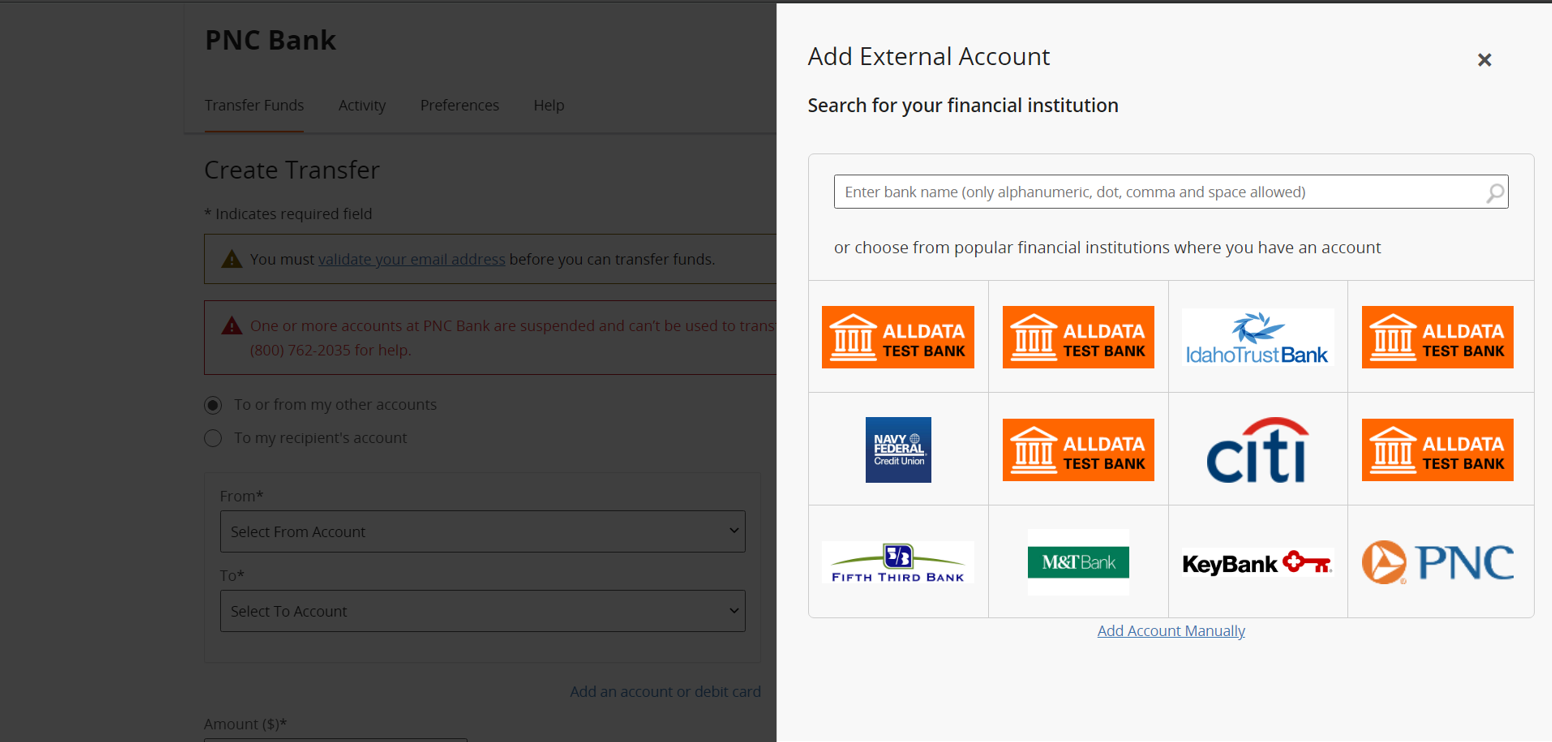 PNC Bank
Transfer Funds Activity Preferences Help
Create Transfer
* Indicates required field
You must validate your email address before you can transfer funds.
One or more accounts at PNC Bank are suspended and can't be used to trans
(800) 762-2035 for help.
To or from my other accounts
To my recipient's account
From*
Select From Account
To*
Select To Account
Add an account or debit card
Amount ($)*
Add External Account
×
Search for your financial institution
Enter bank name (only alphanumeric, dot, comma and space allowed)
or choose from popular financial institutions where you have an account
ALLDATA
TEST BANK
ALLDATA
TEST BANK
IdahoTrustBank
ALLDATA
TEST BANK
NAVY
FEDERAL
Credit Union
ALLDATA
TEST BANK
citi
ALLDATA
TEST BANK
5/3
FIFTH THIRD BANK
M&T Bank
KeyBank
PNC
Add Account Manually